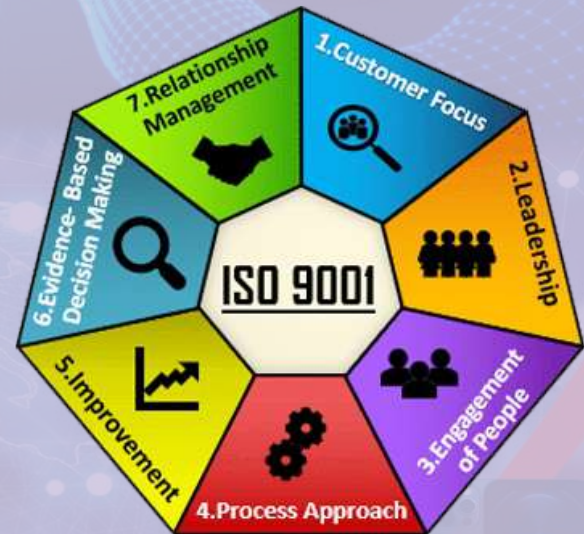 1.Customer Focus
2.Leadership
3.Engagement
of People
4.Process Approach
5.Improvement
6.Evidence- Based
Decision Making
7.Relationship
Management
ISO 9001